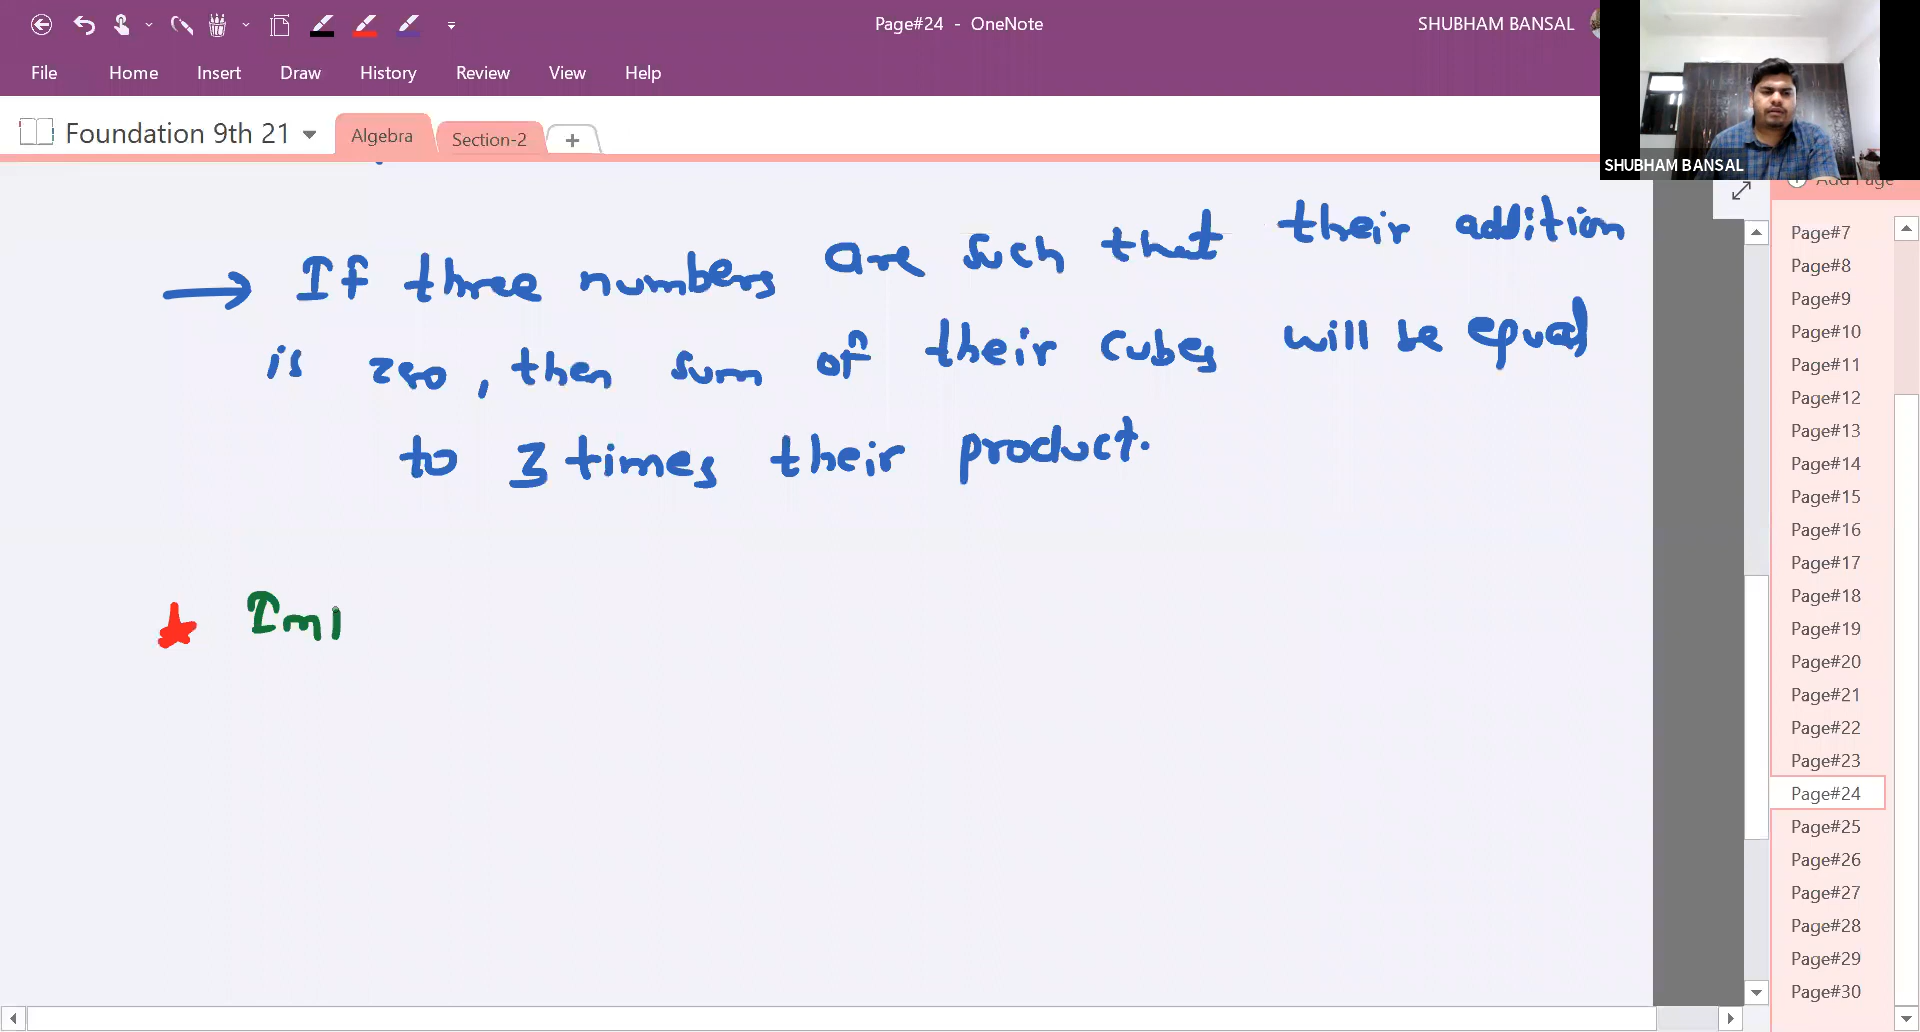 Page#24 - OneNote
SHUBHAM BANSAL
File Home Insert Draw History Review View Help
Foundation 9th 21
Algebra
Section-2
+
SHUBHAM BANSAL
Add Page
→ If three numbers are such that their addition
is zero, then sum of their cubes will be equal
to 3 times their product.
Page#7
Page#8
Page#9
Page#10
Page#11
Page#12
Page#13
Page#14
Page#15
Page#16
Page#17
Page#18
Page#19
Page#20
Page#21
Page#22
Page#23
Page#24
Page#25
Page#26
Page#27
Page#28
Page#29
Page#30